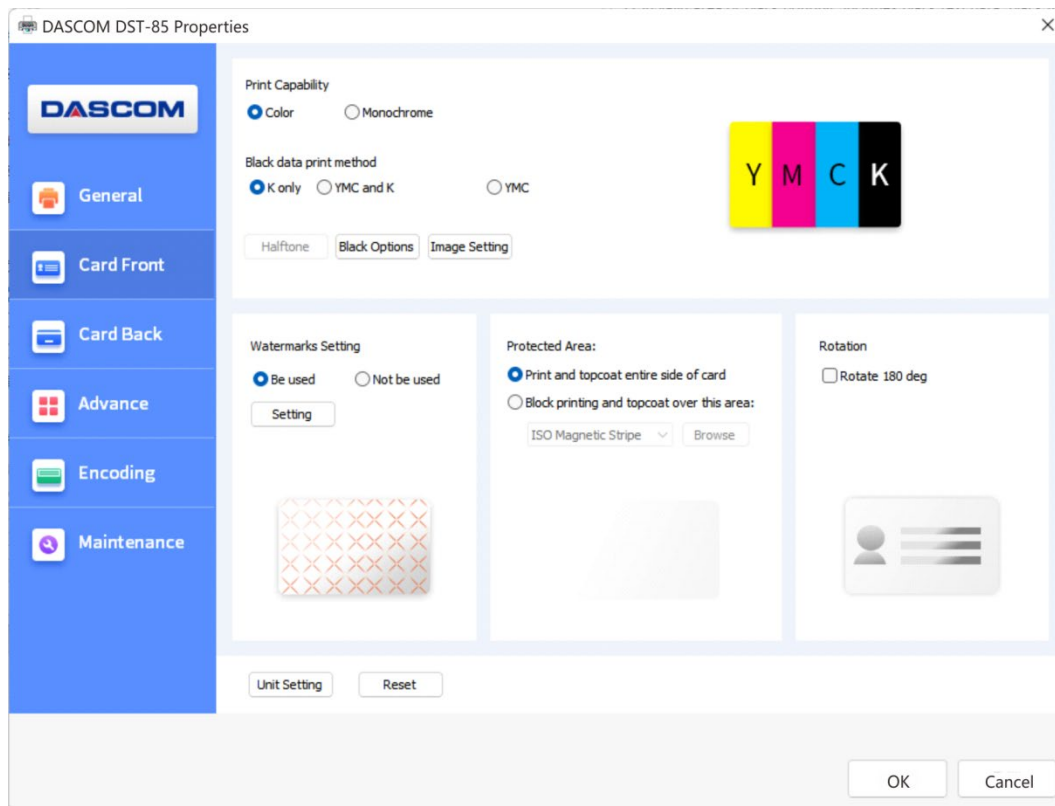 DASCOM DST-85 Properties
DASCOM
General
Card Front
Card Back
Advance
Encoding
Maintenance
Print Capability
Color Monochrome
Black data print method
K only YMC and K YMC
Halftone Black Options Image Setting
Y M C K
Watermarks Setting
Be used Not be used
Setting
Protected Area:
Print and topcoat entire side of card
Block printing and topcoat over this area:
ISO Magnetic Stripe Browse
Rotation
Rotate 180 deg
Unit Setting Reset
OK Cancel